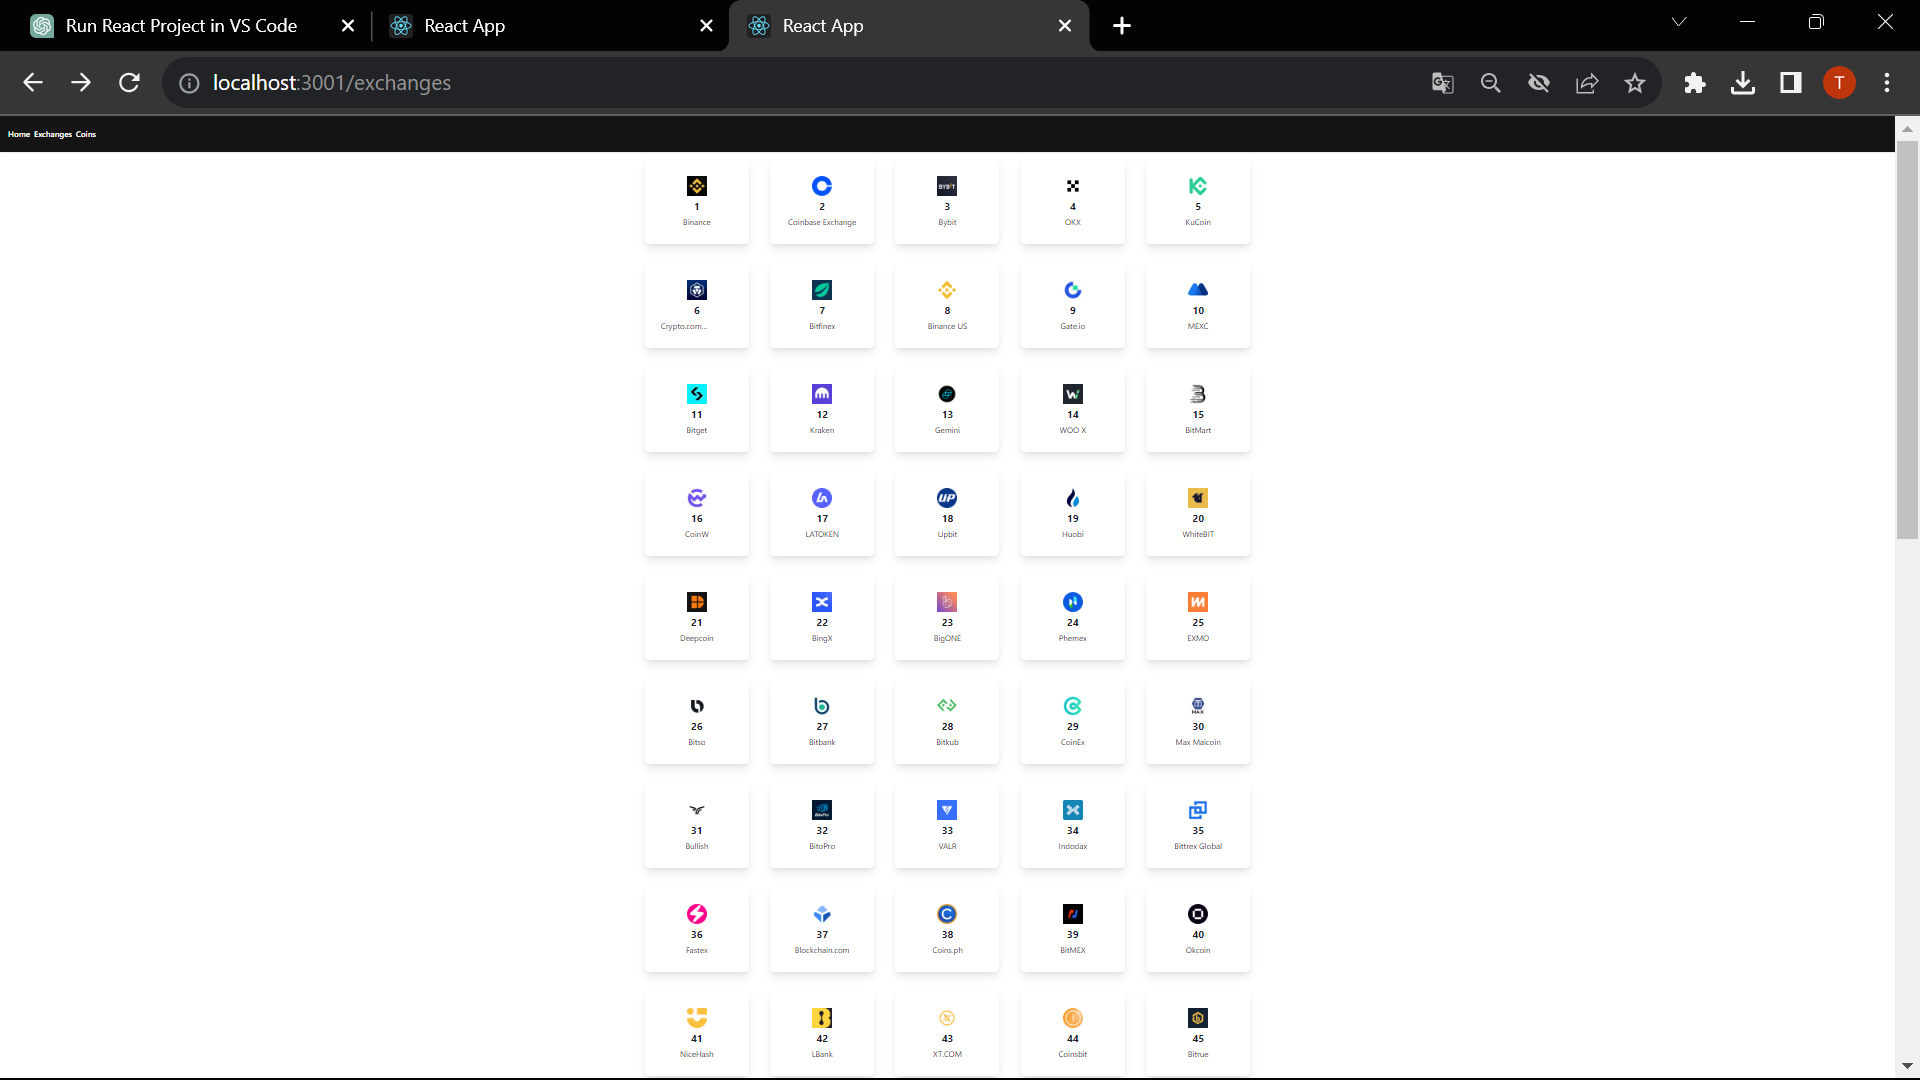 Run React Project in VS Code
React App
React App
localhost:3001/exchanges
T
Home Exchanges Coins
1 2 3 4 5
Binance Coinbase Exchange Bybit OKX KuCoin
6 7 8 9 10
Crypto.com... Bitfinex Binance US Gate.io MEXC
11 12 13 14 15
Bitget Kraken Gemini WOO X BitMart
UP
16 17 18 19 20
CoinW LATOKEN Upbit Huobi WhiteBIT
21 22 23 24 25
Deepcoin BingX BigONE Phemex EXMO
MAX
26 27 28 29 30
Bitso Bitbank Bitkub CoinEx Max Maicoin
31 32 33 34 35
Bullish BitoPro VALR Indodax Bittrex Global
36 37 38 39 40
Fastex Blockchain.com Coins.ph BitMEX Okcoin
41 42 43 44 45
NiceHash LBank XT.COM Coinsbit Bitrue